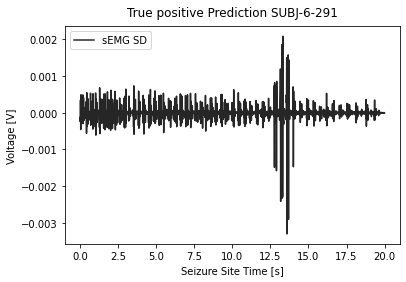 True positive Prediction SUBJ-6-291
sEMG SD
0.002
0.001
0.000
−0.001
−0.002
−0.003
Voltage [V]
0.0 2.5 5.0 7.5 10.0 12.5 15.0 17.5 20.0
Seizure Site Time [s]